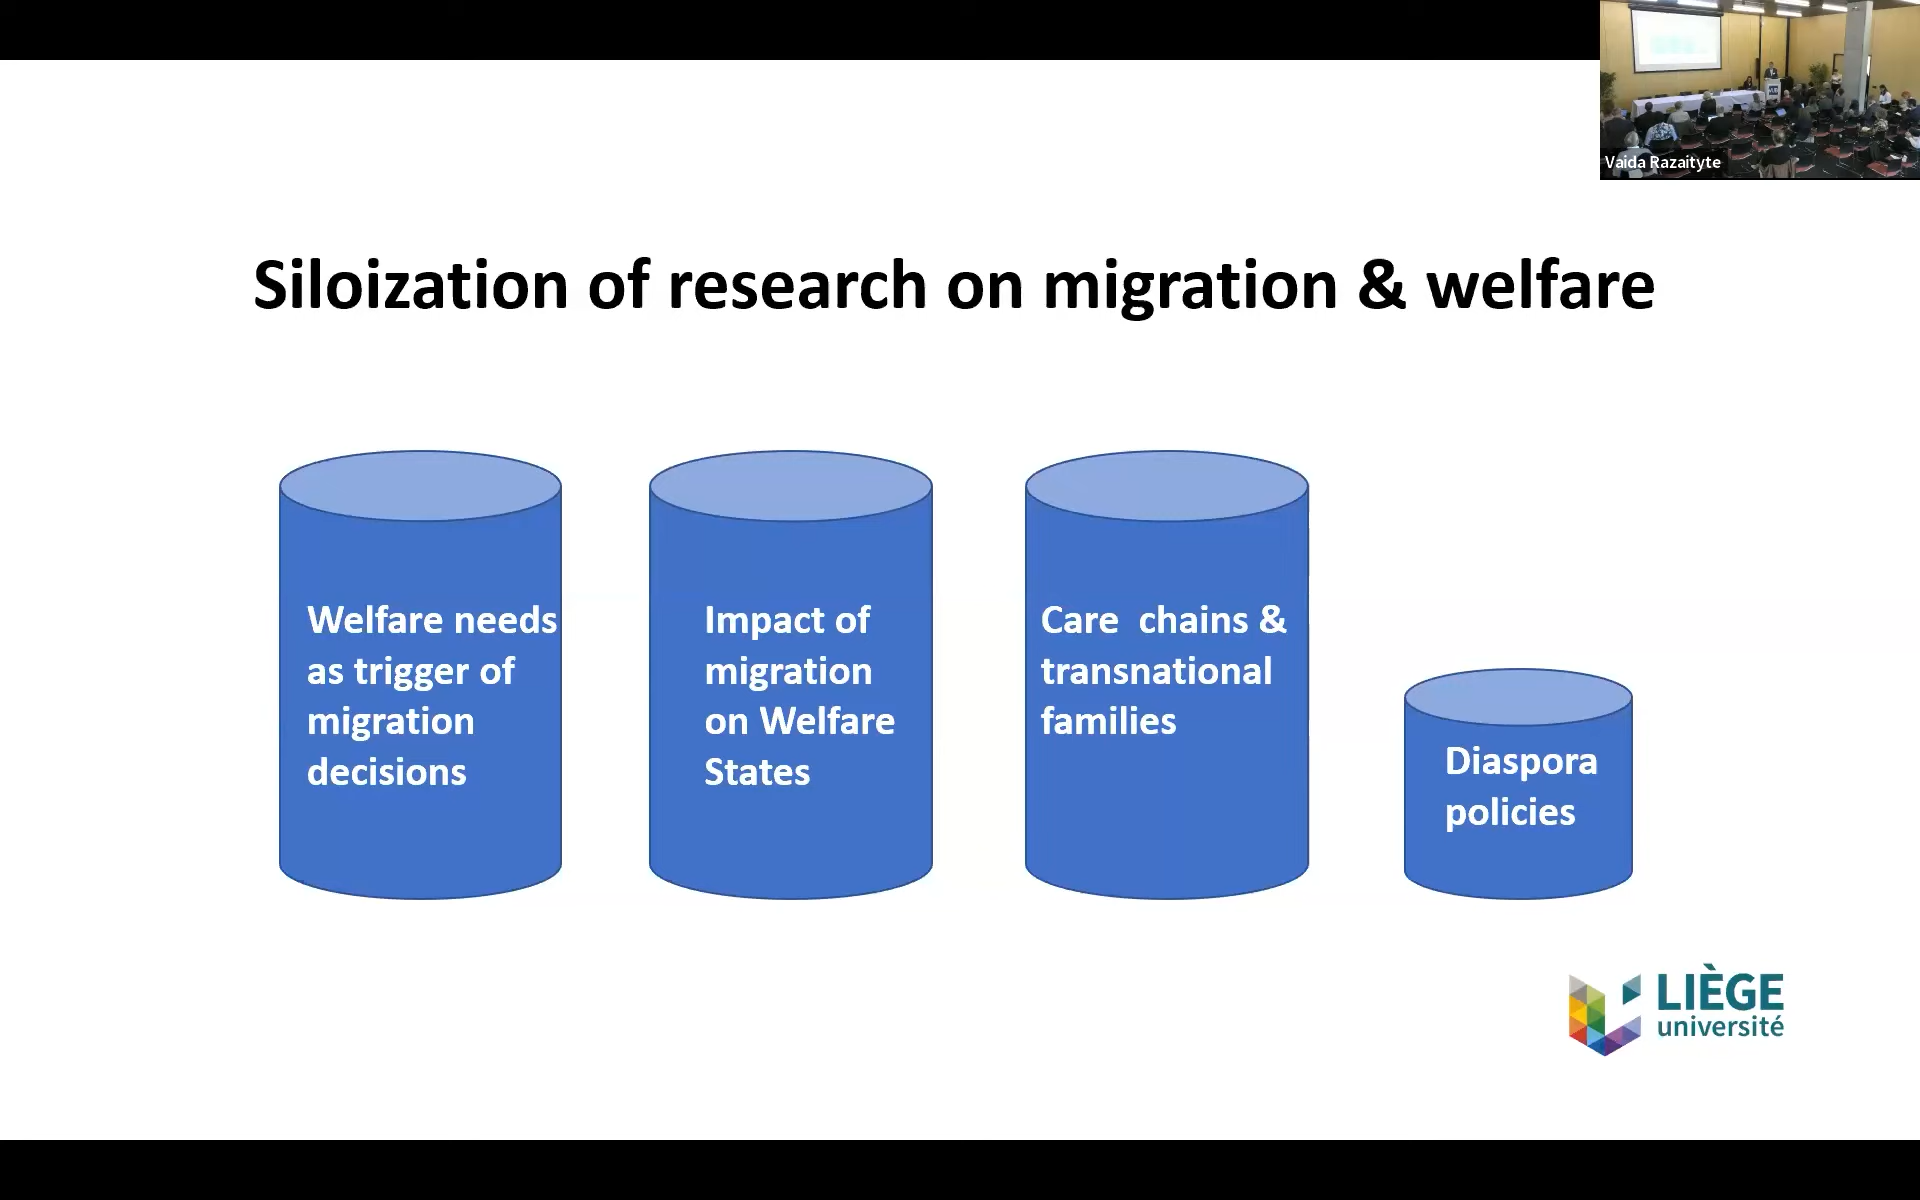 Vaida Razaityte
Siloization of research on migration & welfare
Welfare needs
as trigger of
migration
decisions
Impact of
migration
on Welfare
States
Care chains &
transnational
families
Diaspora
policies
LIÈGE
université